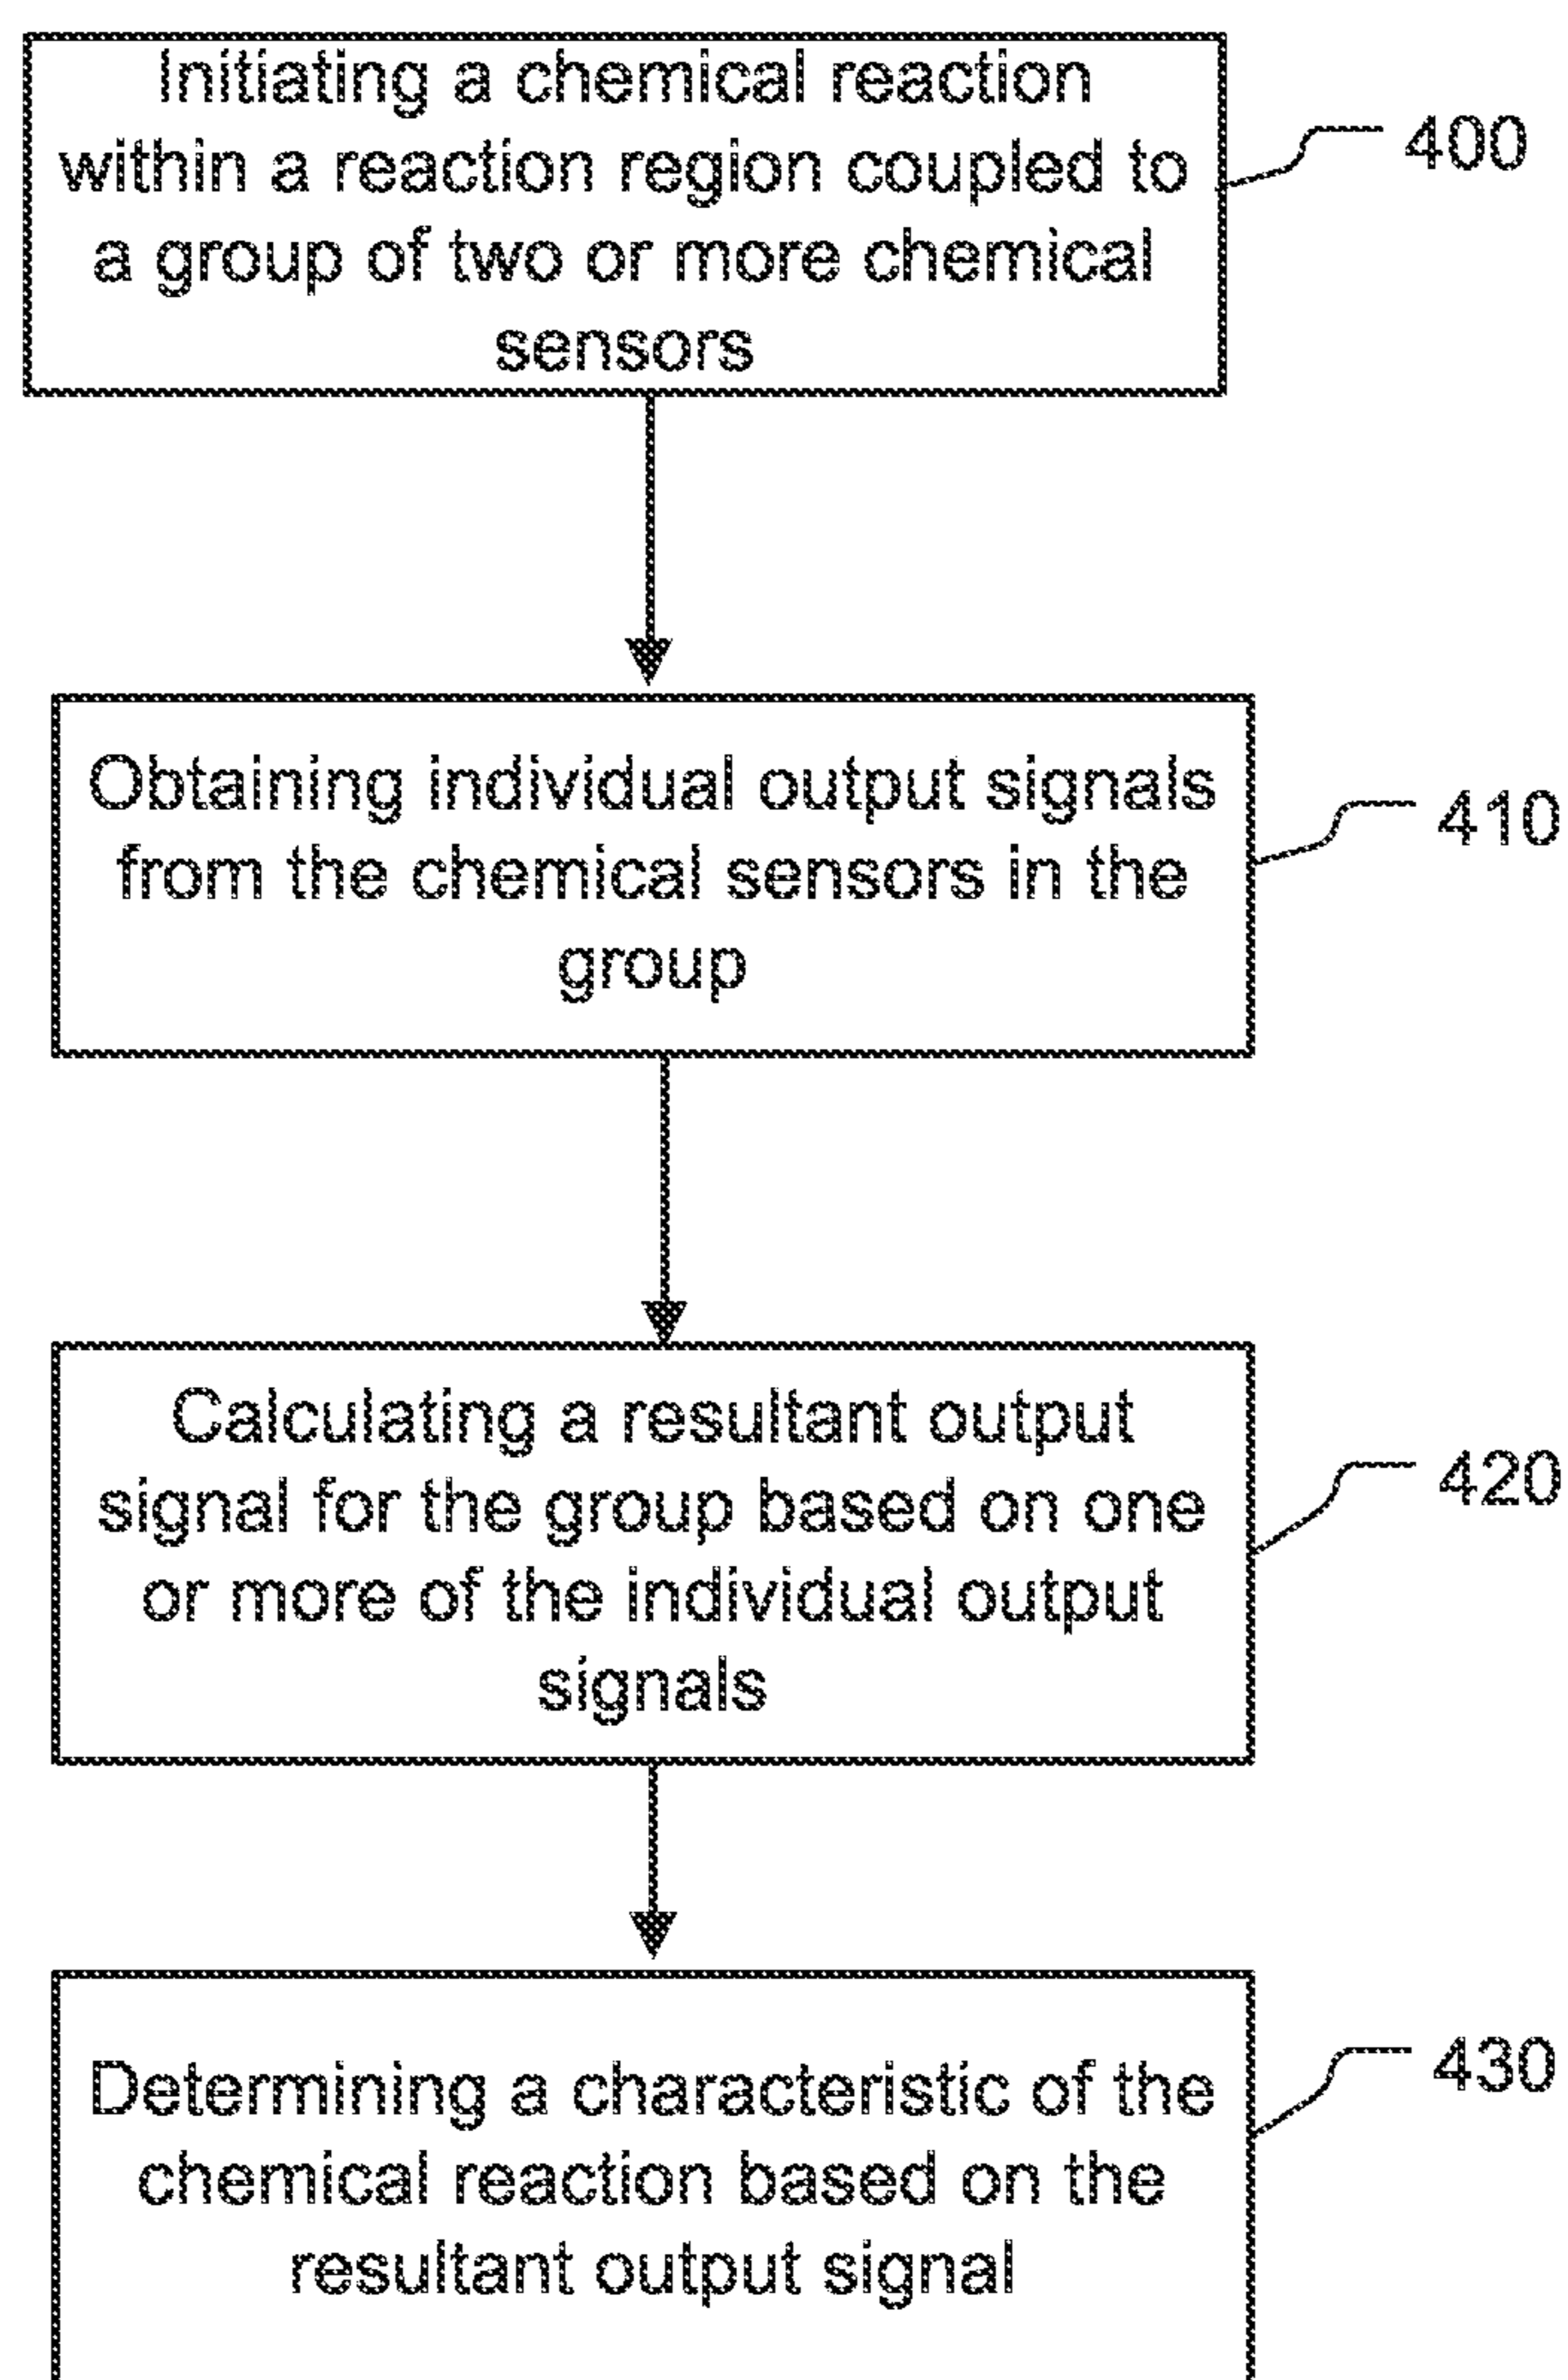 Initiating a chemical reaction
within a reaction region coupled to
a group of two or more chemical
sensors
400
Obtaining individual output signals
from the chemical sensors in the
group
410
Calculating a resultant output
signal for the group based on one
or more of the individual output
signals
420
Determining a characteristic of the
chemical reaction based on the
resultant output signal
430